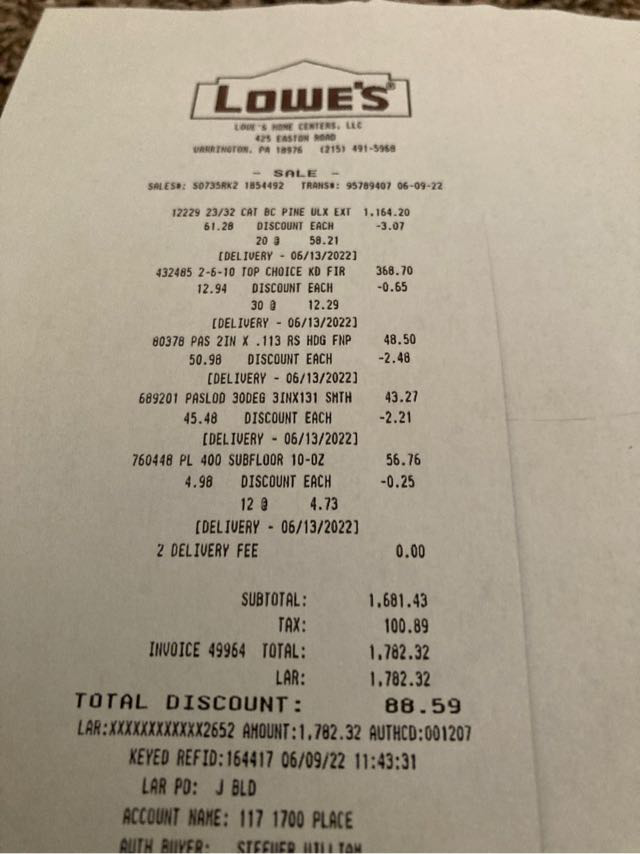 LOWE'S®
LOWE'S HOME CENTERS, LLC
425 EASTON ROAD
WARRINGTON, PA 18976 (215) 491-5968
- SALE -
SALES#: SO735RK2 1854492 TRANS#: 95789407 06-09-22
12229 23/32 CAT BC PINE ULX EXT 1,164.20
61.28 DISCOUNT EACH -3.07
20 @ 58.21
[DELIVERY - 06/13/2022]
432485 2-6-10 TOP CHOICE KD FIR 368.70
12.94 DISCOUNT EACH -0.65
30 @ 12.29
[DELIVERY - 06/13/2022]
80378 PAS 2IN X .113 RS HDG FNP 48.50
50.98 DISCOUNT EACH -2.48
[DELIVERY - 06/13/2022]
689201 PASLOD 30DEG 3INX131 SMTH 43.27
45.48 DISCOUNT EACH -2.21
[DELIVERY - 06/13/2022]
760448 PL 400 SUBFLOOR 10-OZ 56.76
4.98 DISCOUNT EACH -0.25
12 @ 4.73
[DELIVERY - 06/13/2022]
2 DELIVERY FEE 0.00
SUBTOTAL: 1,681.43
TAX: 100.89
INVOICE 49964 TOTAL: 1,782.32
LAR: 1,782.32
TOTAL DISCOUNT: 88.59
LAR:XXXXXXXXXXXX2652 AMOUNT:1,782.32 AUTHCD:001207
KEYED REFID:164417 06/09/22 11:43:31
LAR PO: J BLD
ACCOUNT NAME: 117 1700 PLACE
AUTH BUYER: WILLIAM